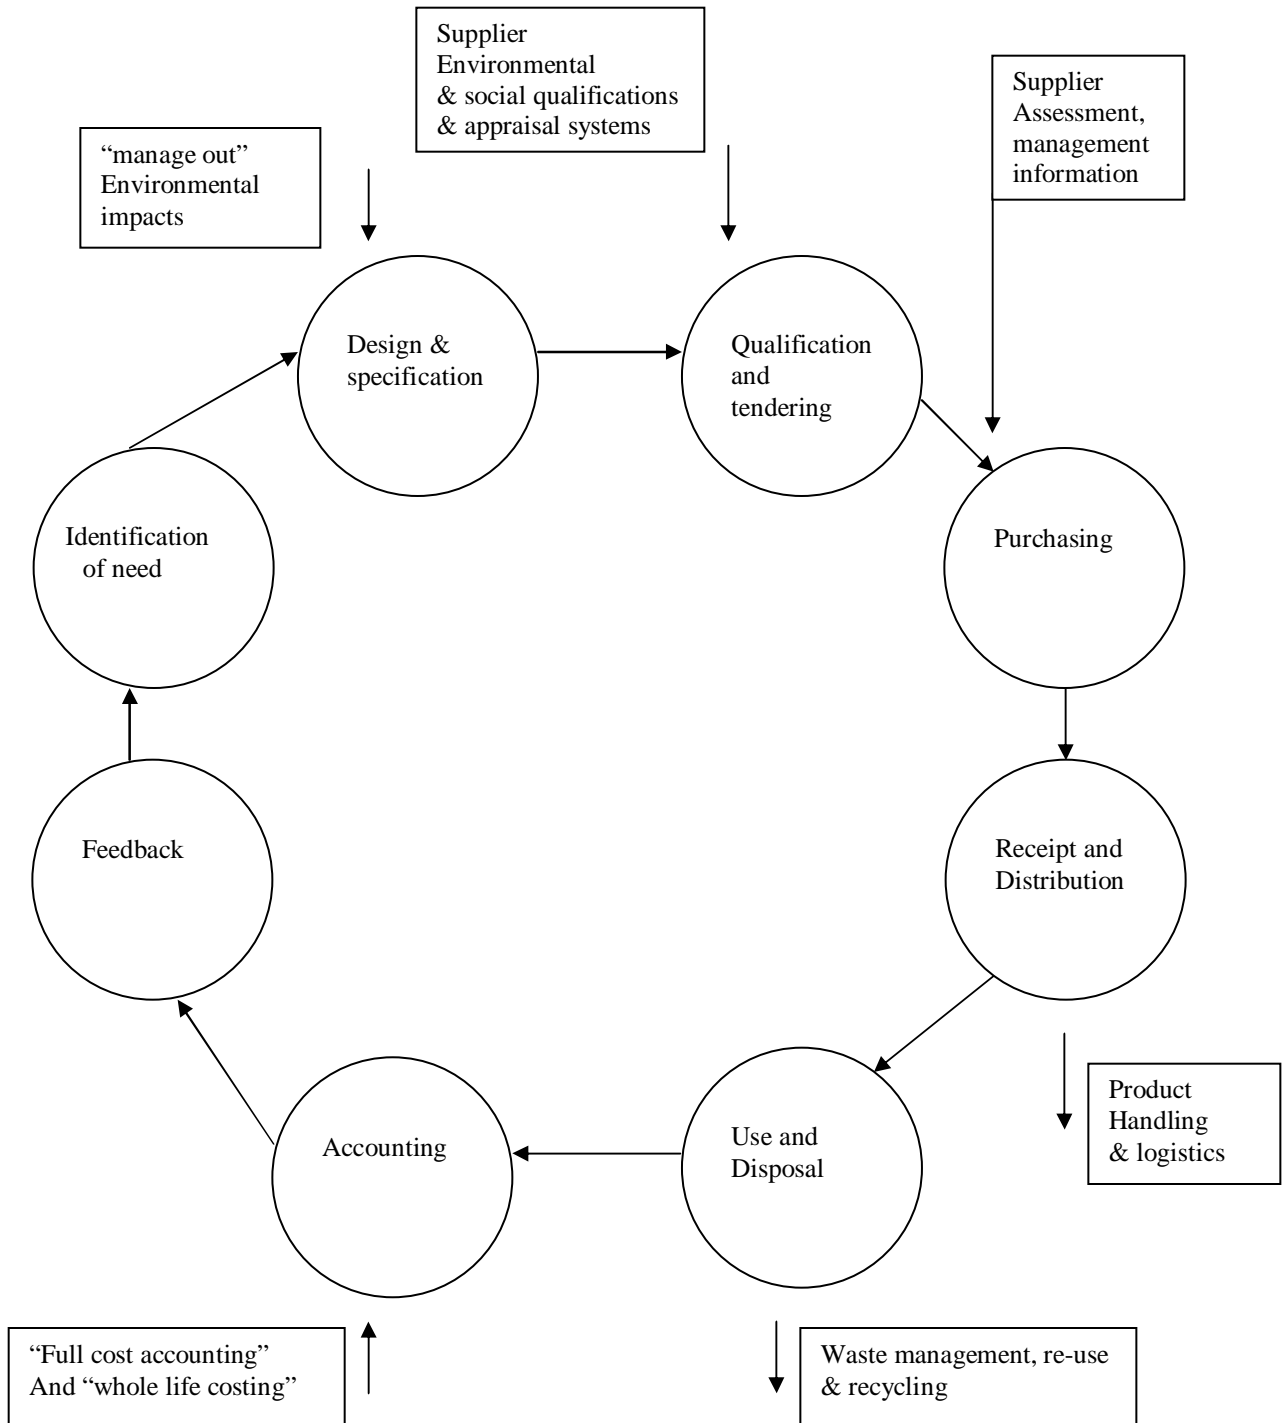 Supplier
Environmental
& social qualifications
& appraisal systems
Supplier
Assessment,
management
information
“manage out”
Environmental
impacts
Design &
specification
Qualification
and
tendering
Identification
of need
Purchasing
Feedback
Receipt and
Distribution
Accounting
Use and
Disposal
Product
Handling
& logistics
“Full cost accounting”
And “whole life costing”
Waste management, re-use
& recycling